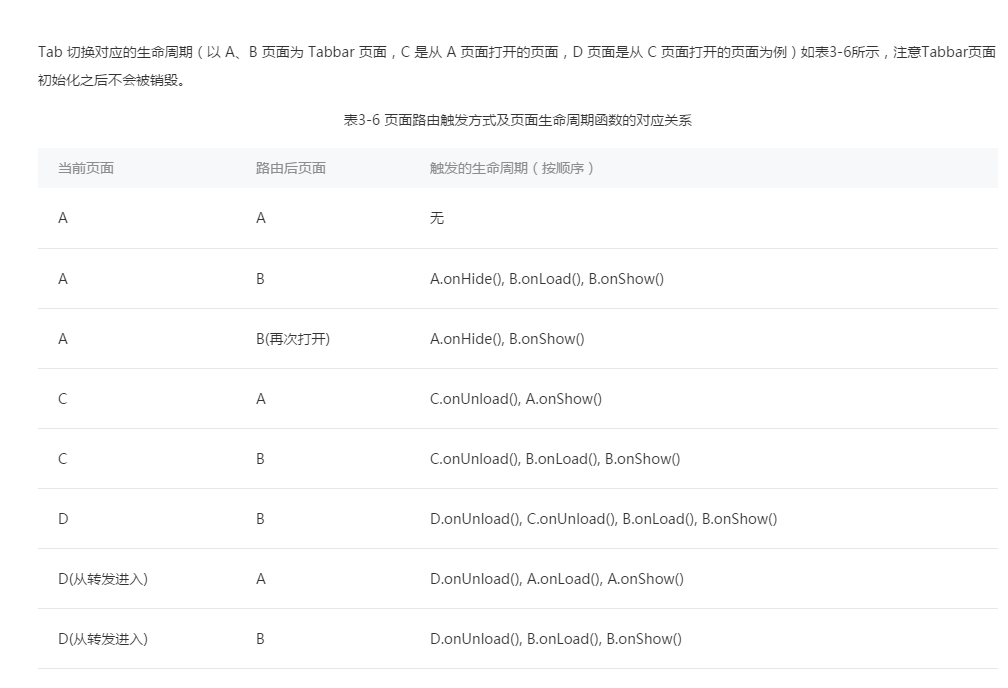 Tab 切换对应的生命周期（以 A、B 页面为 Tabbar 页面，C 是从 A 页面打开的页面，D 页面是从 C 页面打开的页面为例）如表3-6所示，注意Tabbar页面
初始化之后不会被销毁。
表3-6 页面路由触发方式及页面生命周期函数的对应关系
当前页面 路由后页面 触发的生命周期（按顺序）
A A 无
A B A.onHide(), B.onLoad(), B.onShow()
A B(再次打开) A.onHide(), B.onShow()
C A C.onUnload(), A.onShow()
C B C.onUnload(), B.onLoad(), B.onShow()
D B D.onUnload(), C.onUnload(), B.onLoad(), B.onShow()
D(从转发进入) A D.onUnload(), A.onLoad(), A.onShow()
D(从转发进入) B D.onUnload(), B.onLoad(), B.onShow()